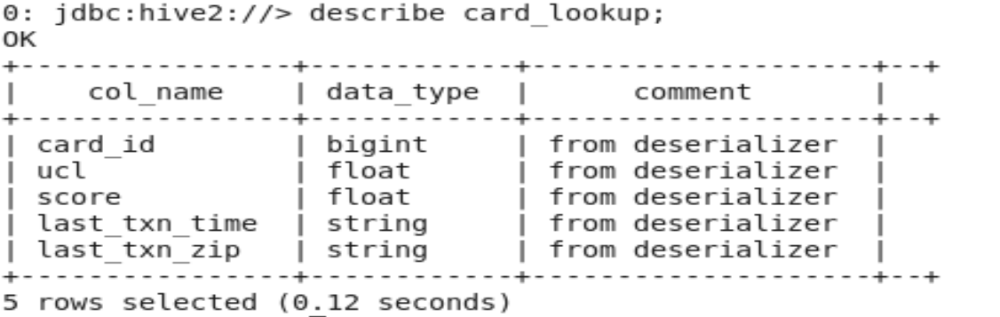 0: jdbc:hive2://> describe card_lookup;
OK
+----------------+-------------+---------------------+--+
|    col_name    |  data_type  |       comment       |
+----------------+-------------+---------------------+--+
| card_id        | bigint      | from deserializer   |
| ucl            | float       | from deserializer   |
| score          | float       | from deserializer   |
| last_txn_time  | string      | from deserializer   |
| last_txn_zip   | string      | from deserializer   |
+----------------+-------------+---------------------+--+
5 rows selected (0.12 seconds)